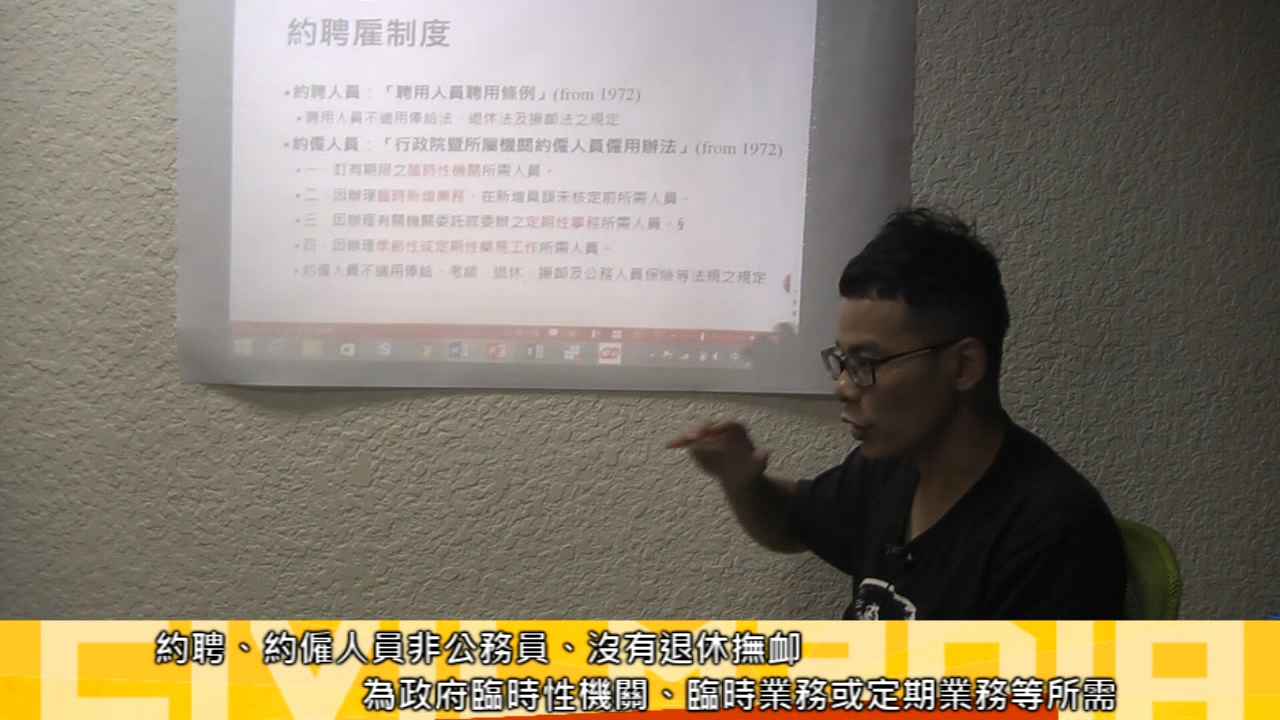 約聘雇制度
▪約聘人員：「聘用人員聘用條例」(from 1972)
▪聘用人員不適用俸給法、退休法及撫卹法之規定
▪約僱人員：「行政院暨所屬機關約僱人員僱用辦法」(from 1972)
▪一、訂有期限之臨時性機關所需人員。
▪二、因辦理臨時新增業務，在新增員額未核定前所需人員。
▪三、因辦理有關機關委託或委辦之定期性事務所需人員。§
▪四、因辦理季節性或定期性簡易工作所需人員。
▪約僱人員不適用俸給、考績、退休、撫卹及公務人員保險等法規之規定
約聘、約僱人員非公務員、沒有退休撫卹
為政府臨時性機關、臨時業務或定期業務等所需